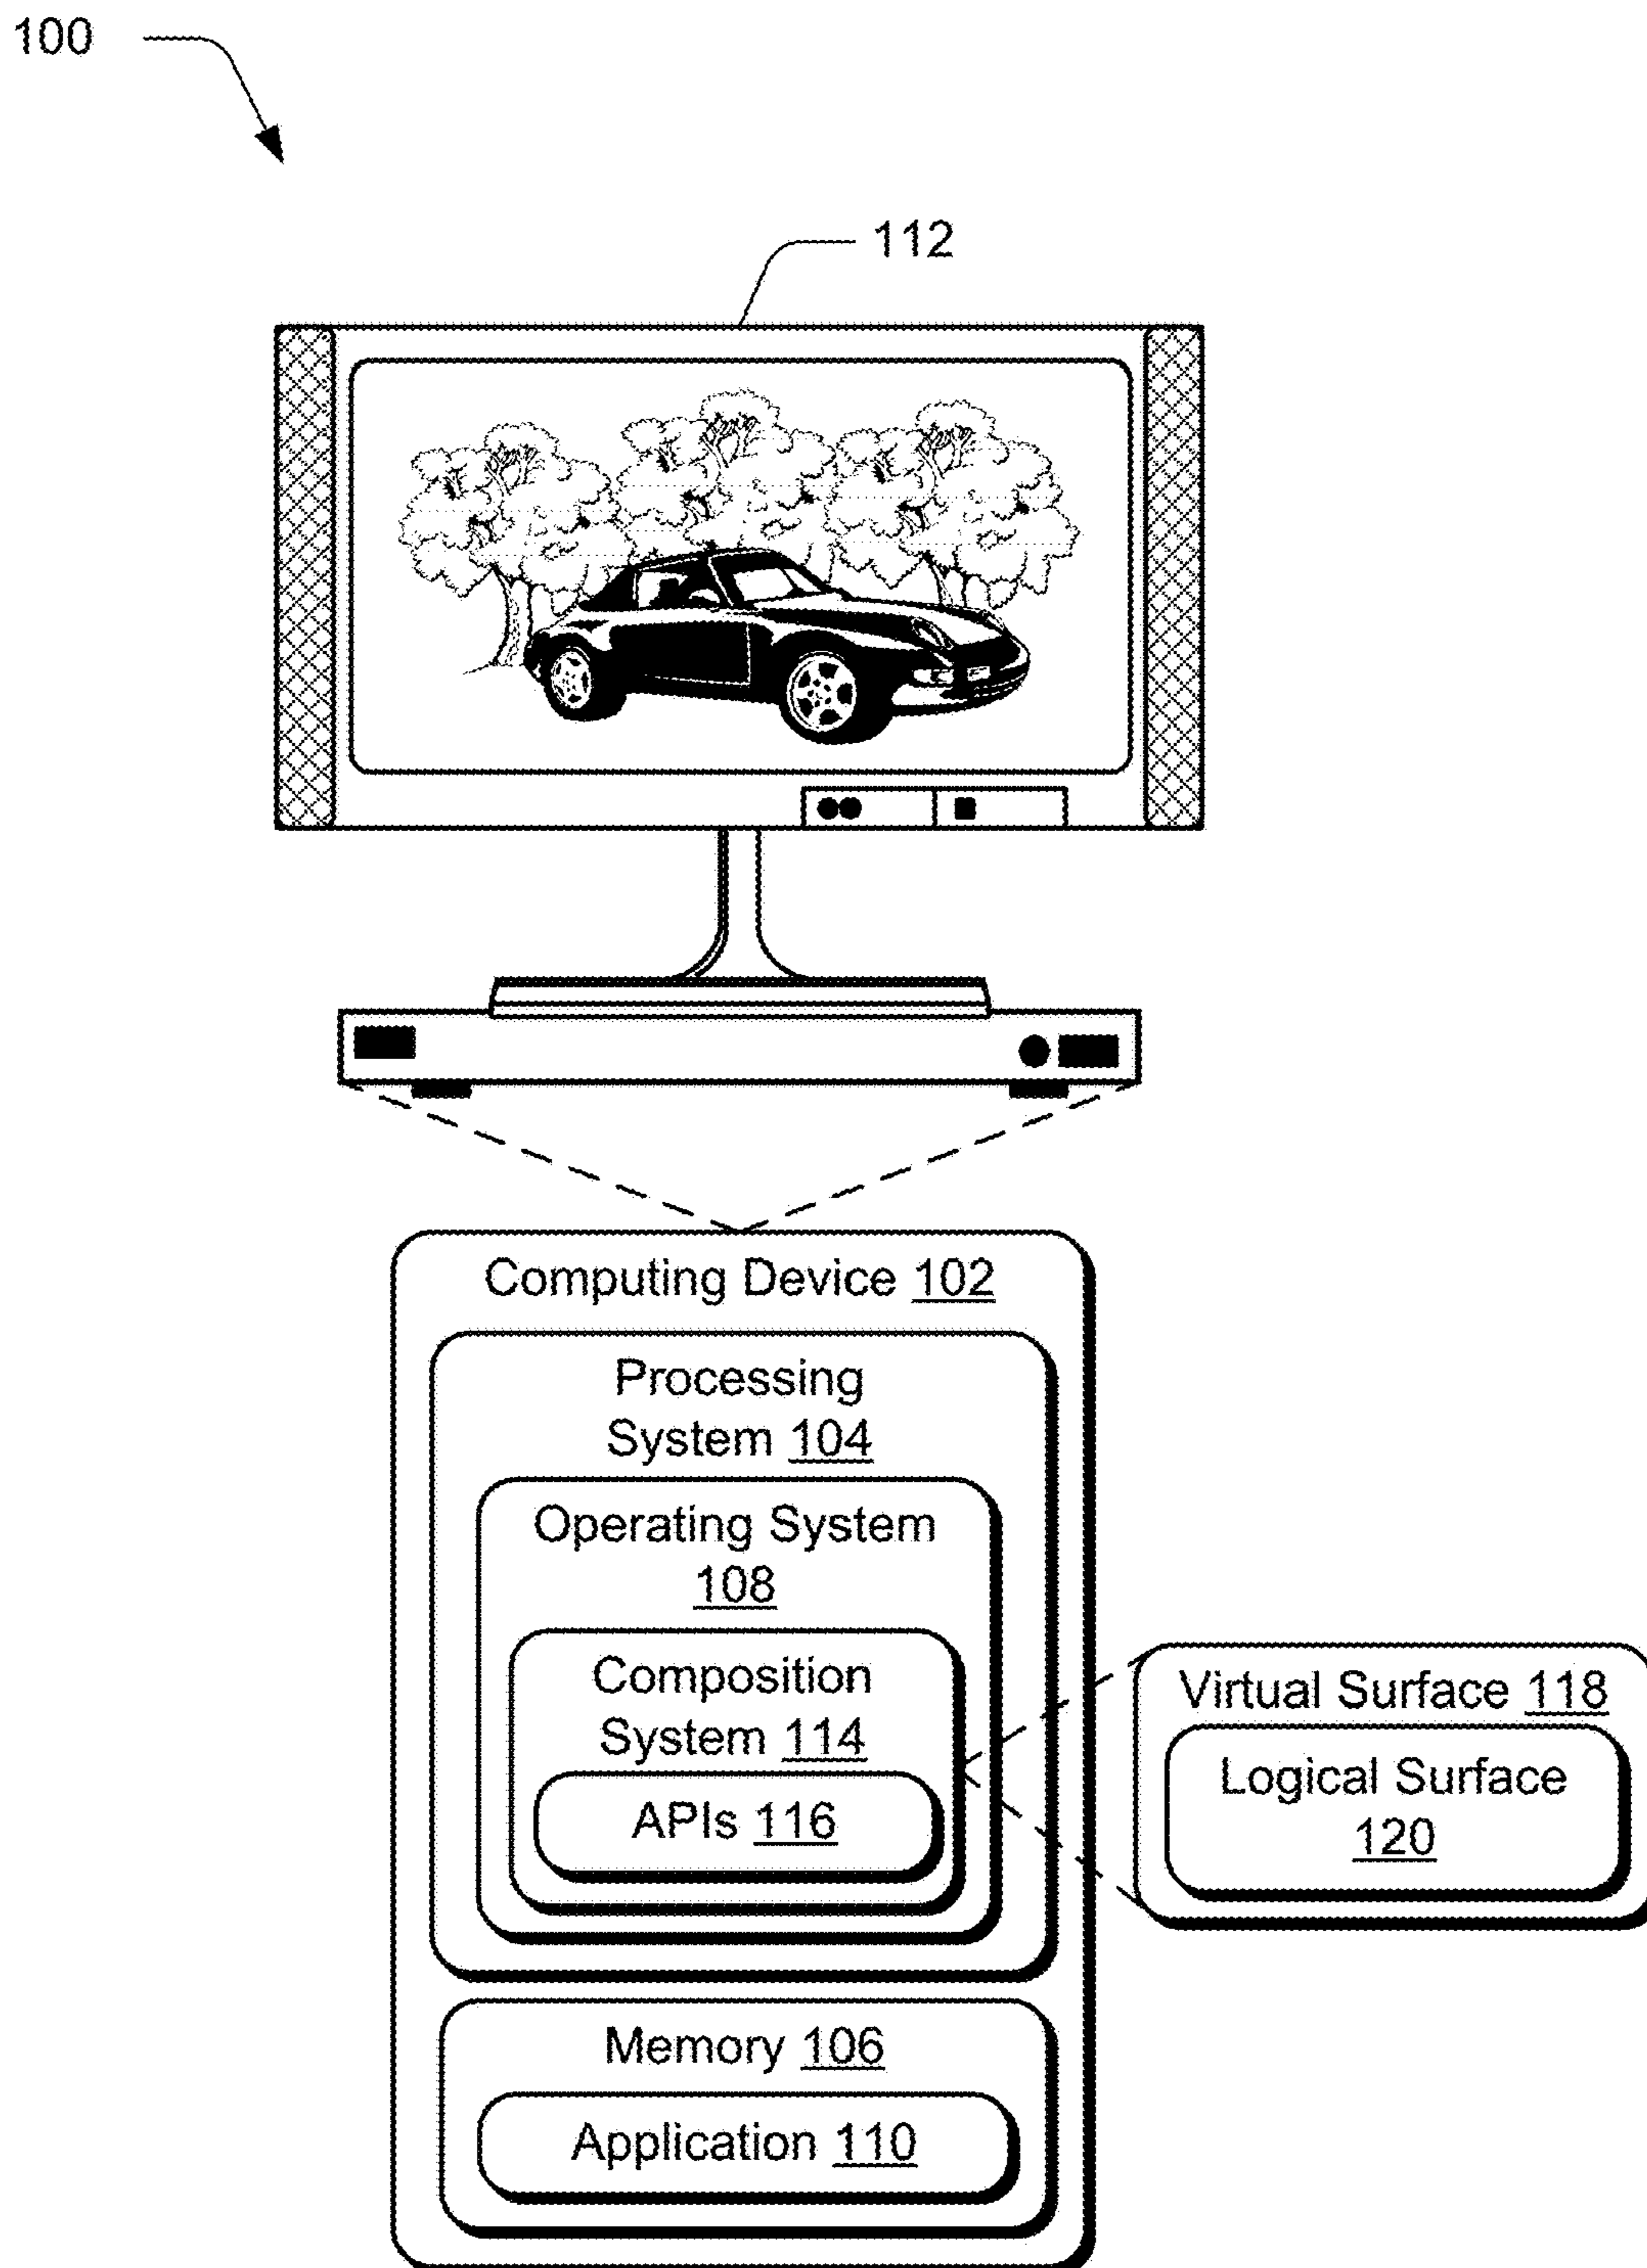 100
112
Computing Device 102
Processing
System 104
Operating System
108
Composition
System 114
APIs 116
Virtual Surface 118
Logical Surface
120
Memory 106
Application 110